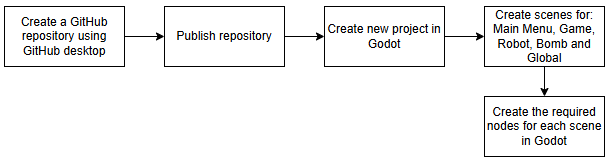 Create a GitHub
repository using
GitHub desktop
Publish repository
Create new project in
Godot
Create scenes for:
Main Menu, Game,
Robot, Bomb and
Global
Create the required
nodes for each scene
in Godot